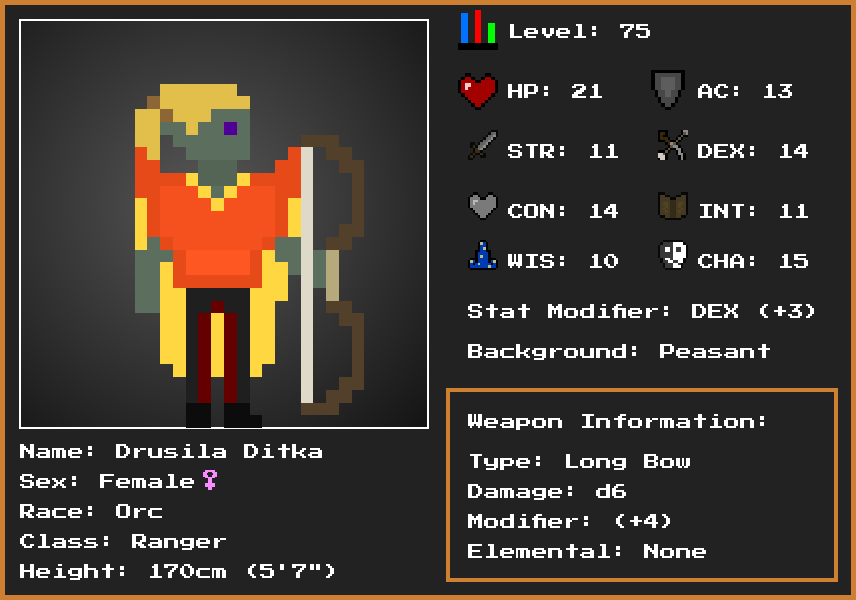 Level: 75
HP: 21
AC: 13
STR: 11
DEX: 14
CON: 14
INT: 11
WIS: 10
CHA: 15
Stat Modifier: DEX (+3)
Background: Peasant
Weapon Information:
Type: Long Bow
Damage: d6
Modifier: (+4)
Elemental: None
Name: Drusila Ditka
Sex: Female♀
Race: Orc
Class: Ranger
Height: 170cm (5'7")